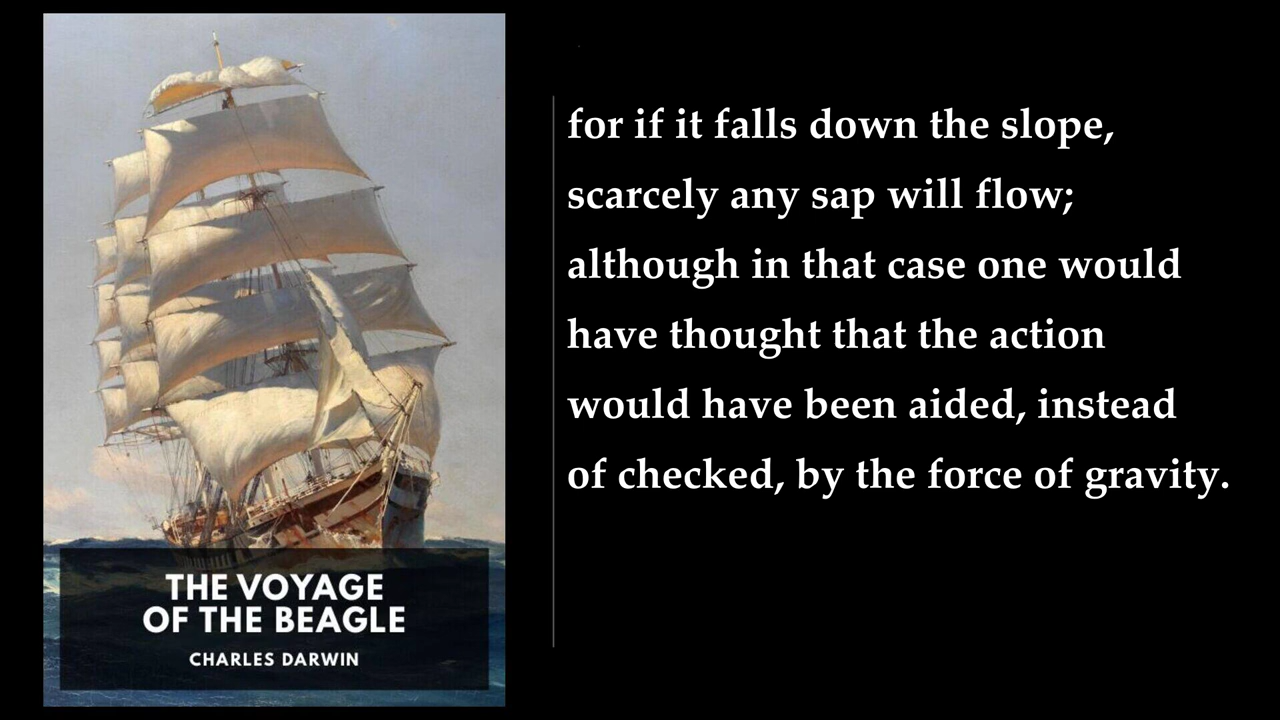 for if it falls down the slope,
scarcely any sap will flow;
although in that case one would
have thought that the action
would have been aided, instead
of checked, by the force of gravity.
THE VOYAGE
OF THE BEAGLE
CHARLES DARWIN